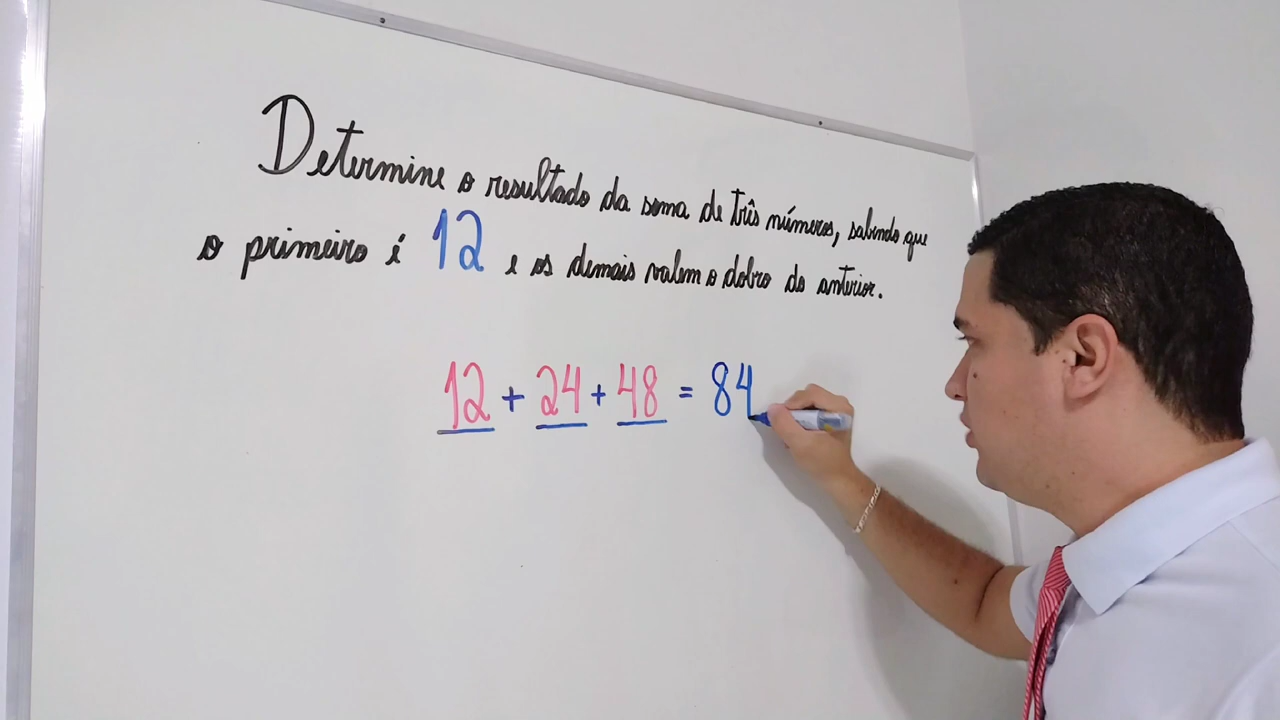 Determine o resultado da soma de três números, sabendo que
o primeiro é 12 e os demais valem o dobro do anterior.
12 + 24 + 48 = 84